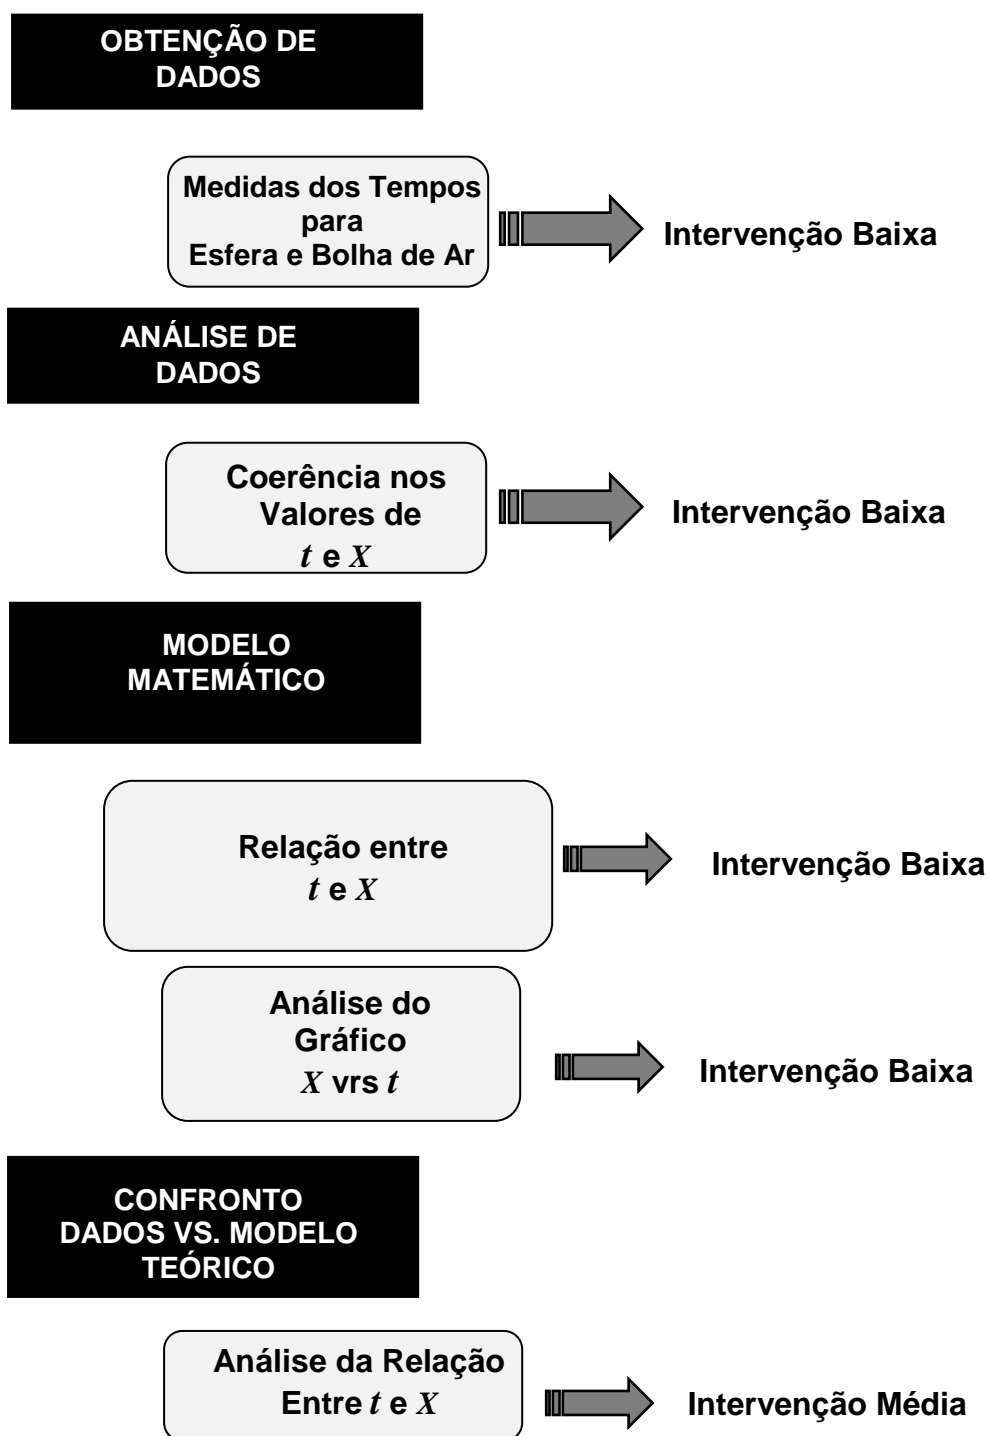 OBTENÇÃO DE
DADOS
Medidas dos Tempos
para
Esfera e Bolha de Ar
Intervenção Baixa
ANÁLISE DE
DADOS
Coerência nos
Valores de
t e X
Intervenção Baixa
MODELO
MATEMÁTICO
Relação entre
t e X
Intervenção Baixa
Análise do
Gráfico
X vrs t
Intervenção Baixa
CONFRONTO
DADOS VS. MODELO
TEÓRICO
Análise da Relação
Entre t e X
Intervenção Média